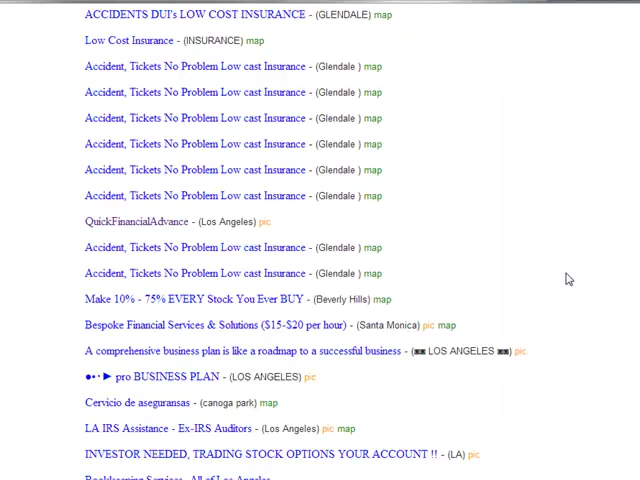 ACCIDENTS DUI's LOW COST INSURANCE - (GLENDALE) map
Low Cost Insurance - (INSURANCE) map
Accident, Tickets No Problem Low cast Insurance - (Glendale ) map
Accident, Tickets No Problem Low cast Insurance - (Glendale ) map
Accident, Tickets No Problem Low cast Insurance - (Glendale ) map
Accident, Tickets No Problem Low cast Insurance - (Glendale ) map
Accident, Tickets No Problem Low cast Insurance - (Glendale ) map
Accident, Tickets No Problem Low cast Insurance - (Glendale ) map
QuickFinancialAdvance - (Los Angeles) pic
Accident, Tickets No Problem Low cast Insurance - (Glendale ) map
Accident, Tickets No Problem Low cast Insurance - (Glendale ) map
Make 10% - 75% EVERY Stock You Ever BUY - (Beverly Hills) map
Bespoke Financial Services & Solutions ($15-$20 per hour) - (Santa Monica) pic map
A comprehensive business plan is like a roadmap to a successful business - ( LOS ANGELES ) pic
●•·► pro BUSINESS PLAN - (LOS ANGELES) pic
Cervicio de aseguransas - (canoga park) map
LA IRS Assistance - Ex-IRS Auditors - (Los Angeles) pic map
INVESTOR NEEDED, TRADING STOCK OPTIONS YOUR ACCOUNT !! - (LA) pic
Bookkeeping Services- All of Los Angeles